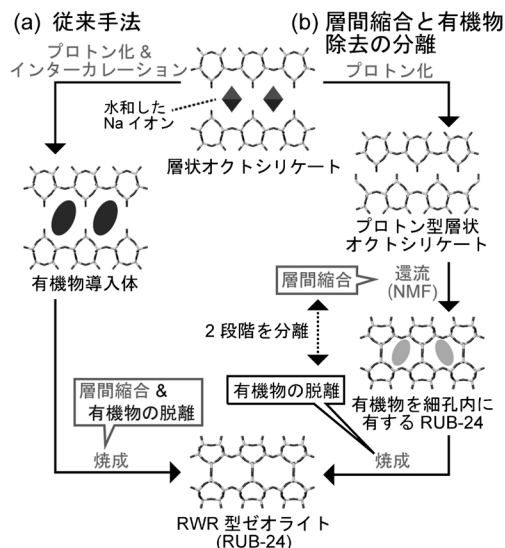 (a) 従来手法
(b) 層間縮合と有機物
除去の分離
プロトン化 &
インターカレーション
プロトン化
水和した
Na イオン
層状オクトシリケート
プロトン型層状
オクトシリケート
有機物導入体
層間縮合
還流
(NMF)
2 段階を分離
有機物の脱離
有機物を細孔内に
有する RUB-24
層間縮合 &
有機物の脱離
焼成
焼成
RWR 型ゼオライト
(RUB-24)